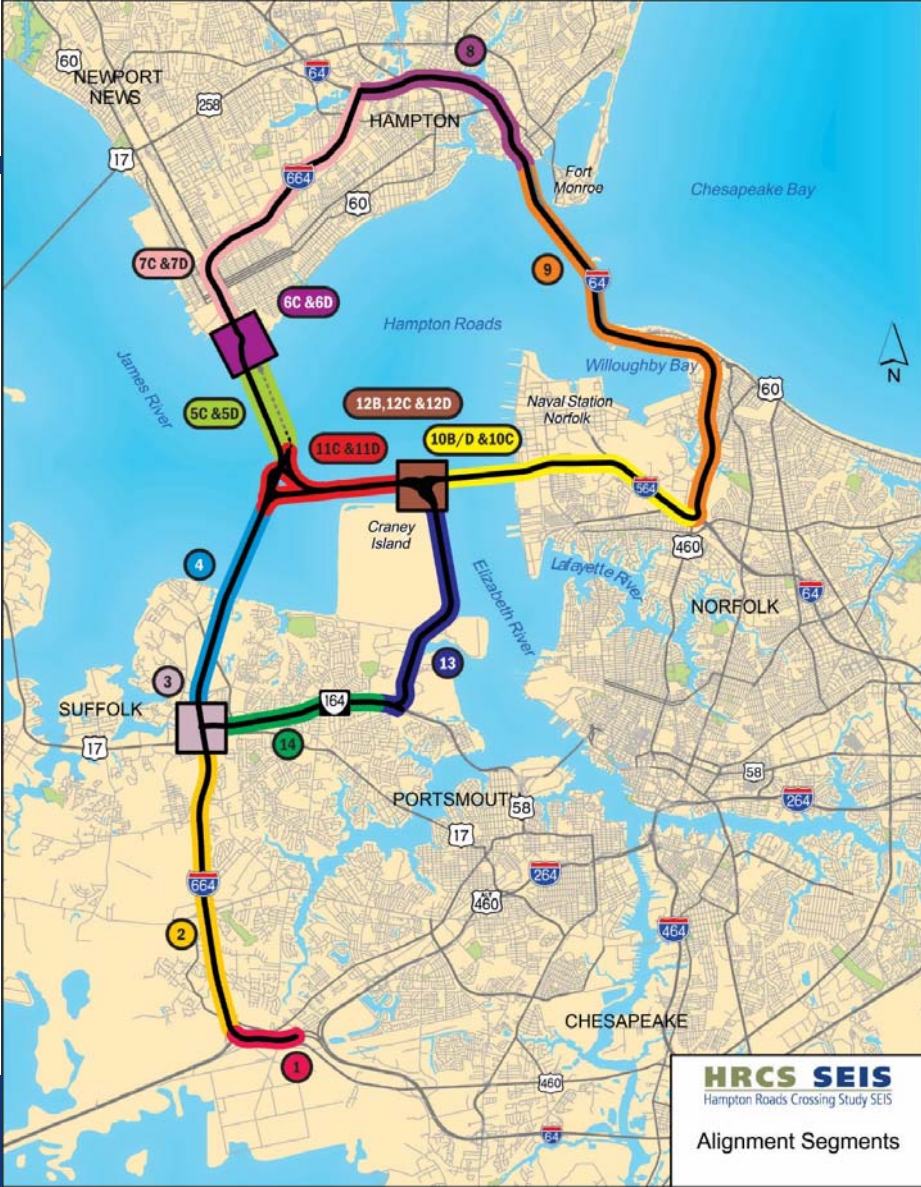 60
NEWPORT
NEWS
64
8
258
HAMPTON
17
664
60
Fort
Monroe
Chesapeake Bay
7C &7D
9
64
6C &6D
Hampton Roads
N
James River
Willoughby Bay
60
5C &5D
12B,12C &12D
Naval Station
Norfolk
11C &11D
10B/D &10C
564
Craney
Island
460
4
Elizabeth River
Lafayette River
64
NORFOLK
13
3
SUFFOLK
164
17
14
58
PORTSMOUTH
58
264
17
264
664
460
2
464
CHESAPEAKE
1
460
64
HRCS SEIS
Hampton Roads Crossing Study SEIS
Alignment Segments